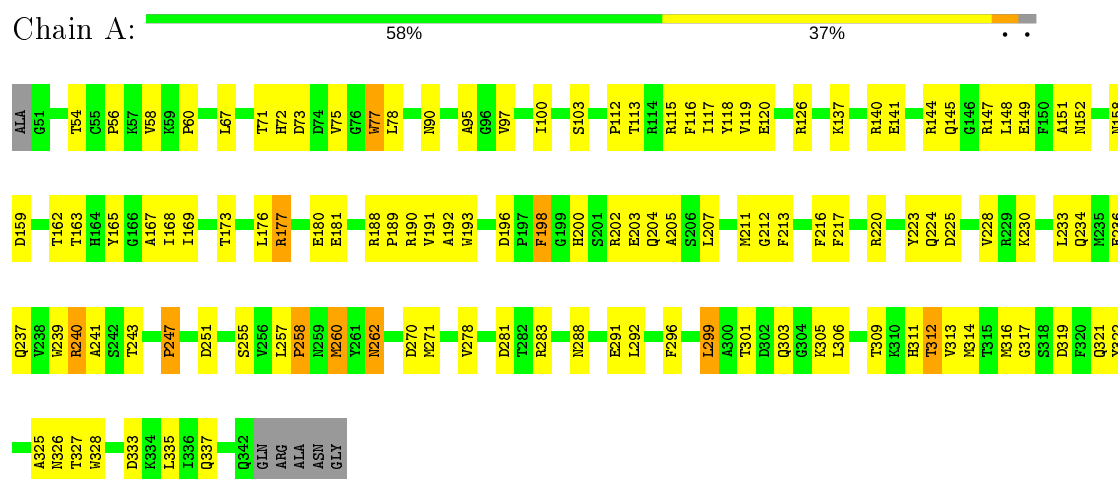 Chain A:
58% 37% • •
ALA G51 T54 C55 P56 K57 V58 K59 P60 L67 T71 H72 D73 D74 V75 G76 W77 L78 N90 A95 G96 V97 I100 S103 P112 T113 R114 R115 F116 I117 Y118 V119 E120 R126 K137 R140 E141 R144 Q145 G146 R147 L148 E149 F150 A151 N152 N158
D159 T162 T163 H164 Y165 G166 A167 I168 I169 T173 L176 R177 E180 E181 R188 P189 R190 V191 A192 W193 D196 P197 F198 G199 H200 S201 R202 E203 Q204 A205 S206 L207 M211 G212 F213 F216 F217 R220 Y223 Q224 D225 V228 R229 K230 L233 Q234 M235 F236
Q237 V238 W239 R240 A241 S242 T243 P247 D251 S255 V256 L257 P258 N259 M260 Y261 N262 D270 M271 V278 D281 T282 R283 N288 E291 L292 F296 L299 A300 T301 D302 Q303 G304 K305 L306 T309 K310 H311 T312 V313 M314 T315 M316 G317 S318 D319 F320 Q321
A325 N326 T327 W328 D333 K334 L335 I336 Q337 Q342 GLN ARG ALA ASN GLY